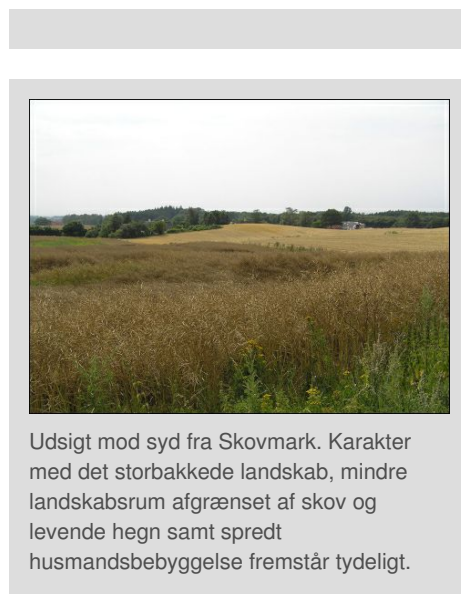 Udsigt mod syd fra Skovmark. Karakter
med det storbakkede landskab, mindre
landskabsrum afgrænset af skov og
levende hegn samt spredt
husmandsbebyggelse fremstår tydeligt.